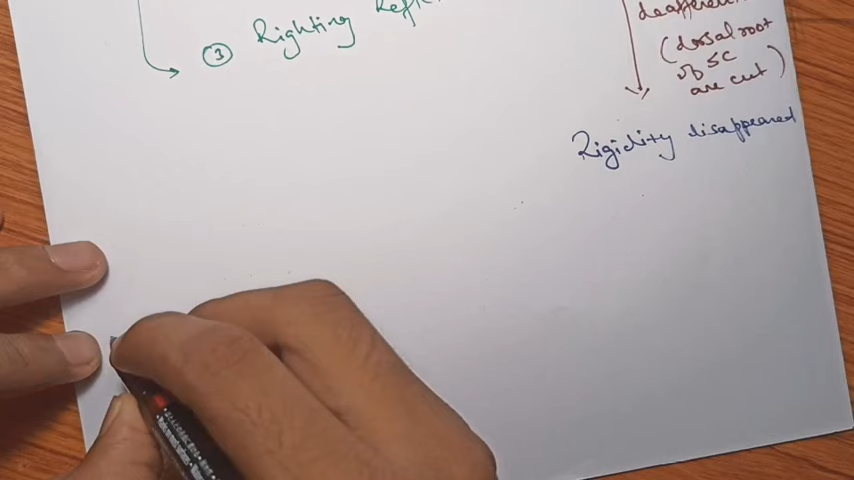 ③ Righting
(dorsal root
of SC
are cut)
Rigidity disappeared